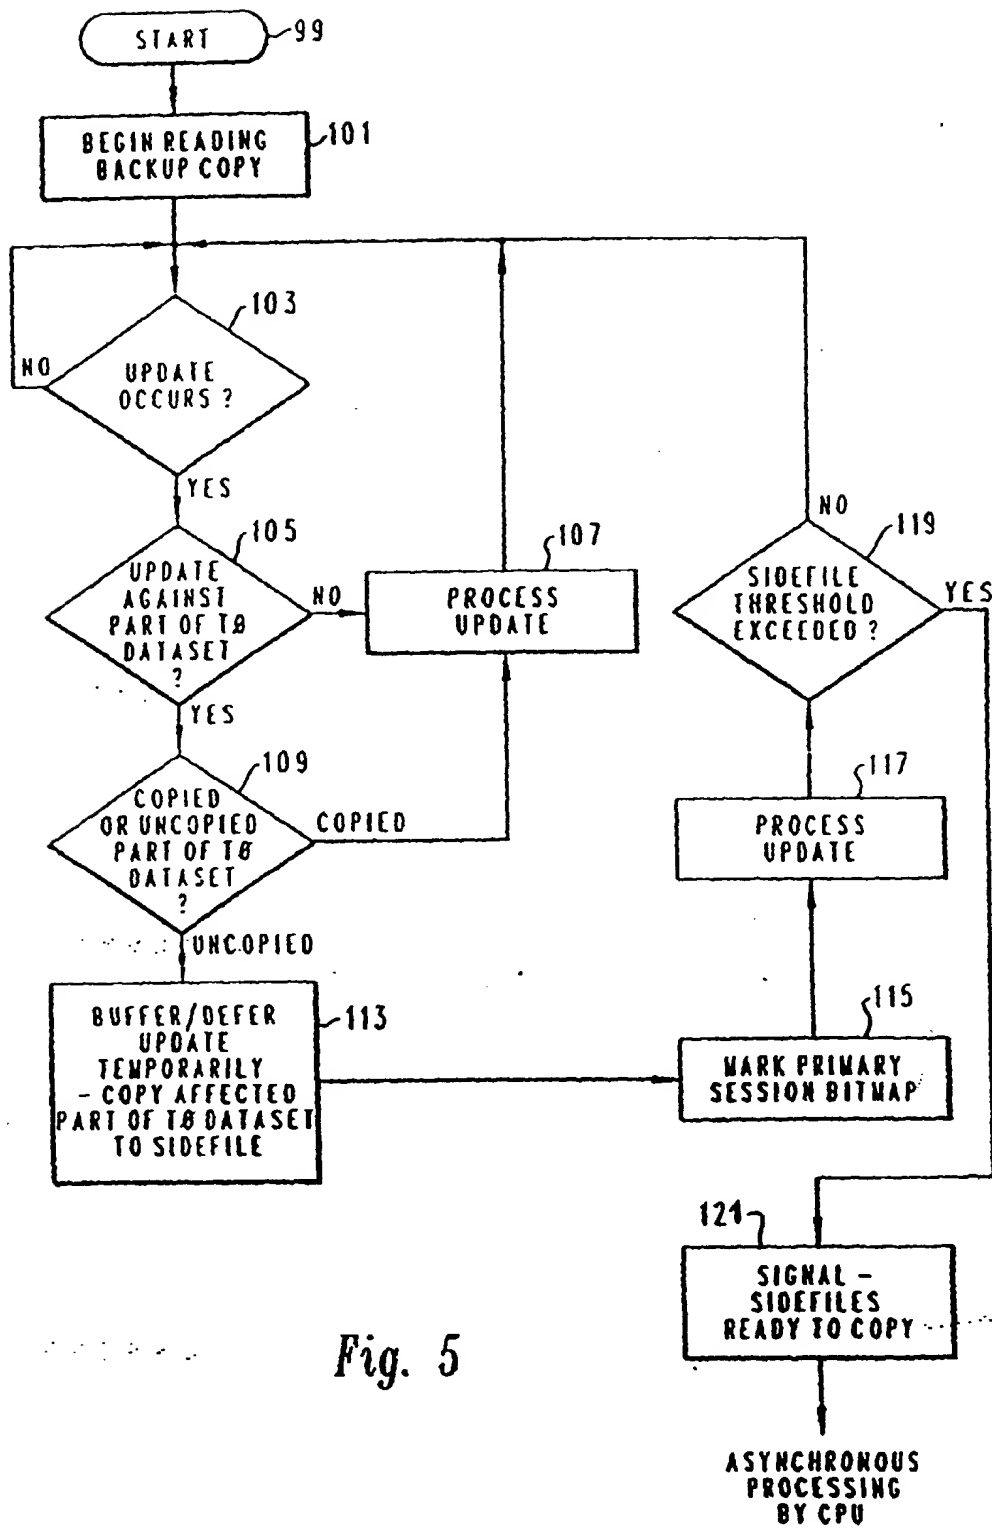 START
99
BEGIN READING
BACKUP COPY
101
103
NO
UPDATE
OCCURS ?
YES
105
UPDATE
AGAINST
PART OF T0
DATASET
?
NO
107
PROCESS
UPDATE
YES
109
COPIED
OR UNCOPIED
PART OF T0
DATASET
?
COPIED
UNCOPIED
BUFFER/DEFER
UPDATE
TEMPORARILY
- COPY AFFECTED
PART OF T0 DATASET
TO SIDEFILE
113
115
MARK PRIMARY
SESSION BITMAP
117
PROCESS
UPDATE
NO
119
SIDEFILE
THRESHOLD
EXCEEDED ?
YES
121
SIGNAL -
SIDEFILES
READY TO COPY
ASYNCHRONOUS
PROCESSING
BY CPU
Fig. 5